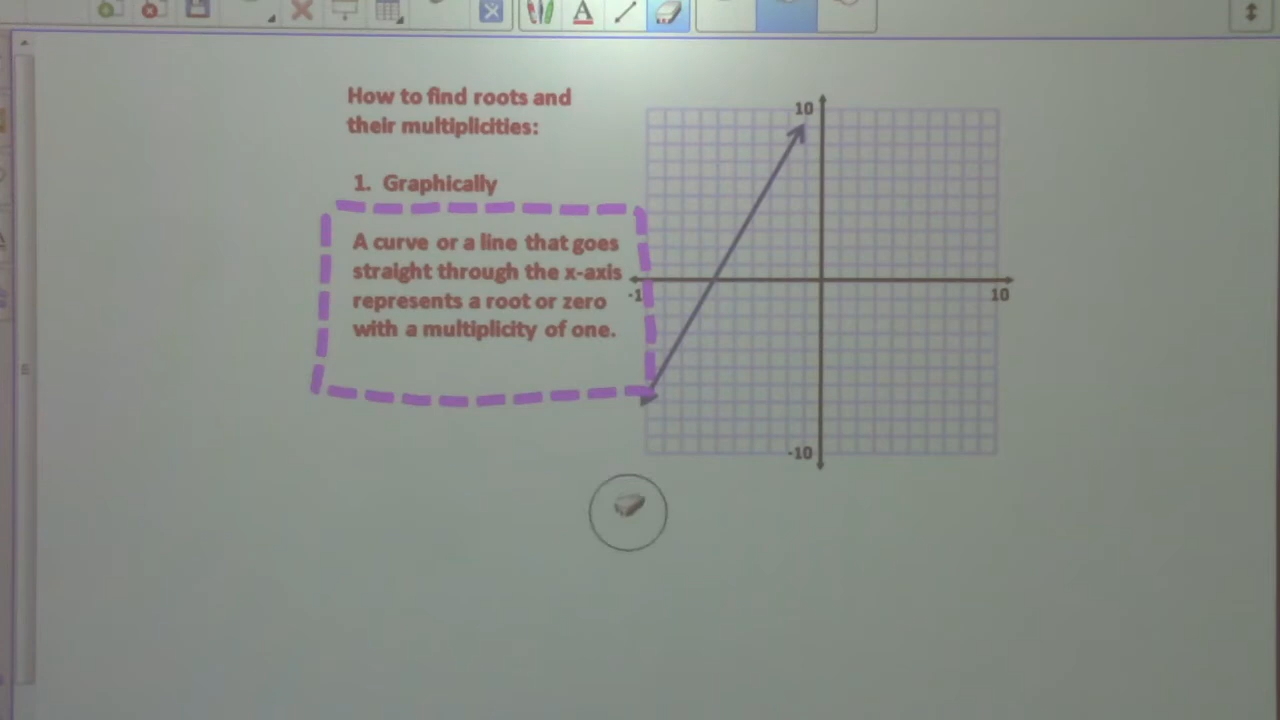 How to find roots and
their multiplicities:
1. Graphically
A curve or a line that goes
straight through the x-axis
represents a root or zero
with a multiplicity of one.
10
-1
10
-10
A